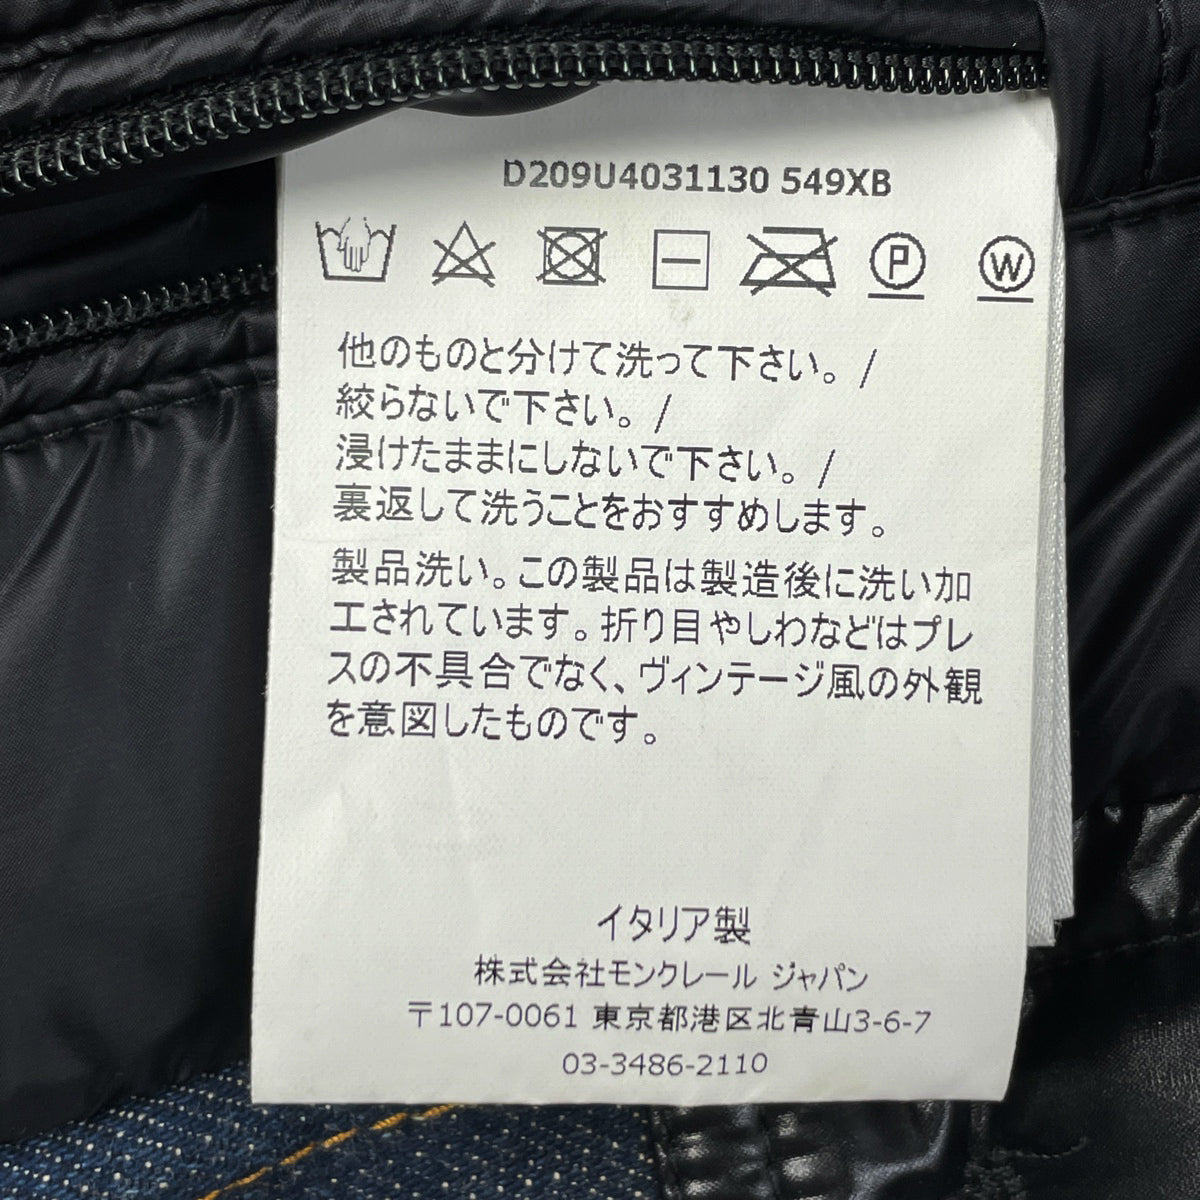 D209U4031130 549XB
P W
他のものと分けて洗って下さい。/
絞らないで下さい。/
浸けたままにしないで下さい。/
裏返して洗うことをおすすめします。
製品洗い。この製品は製造後に洗い加
工されています。折り目やしわなどはプレ
スの不具合でなく、ヴィンテージ風の外観
を意図したものです。
イタリア製
株式会社モンクレール ジャパン
〒107-0061 東京都港区北青山3-6-7
03-3486-2110